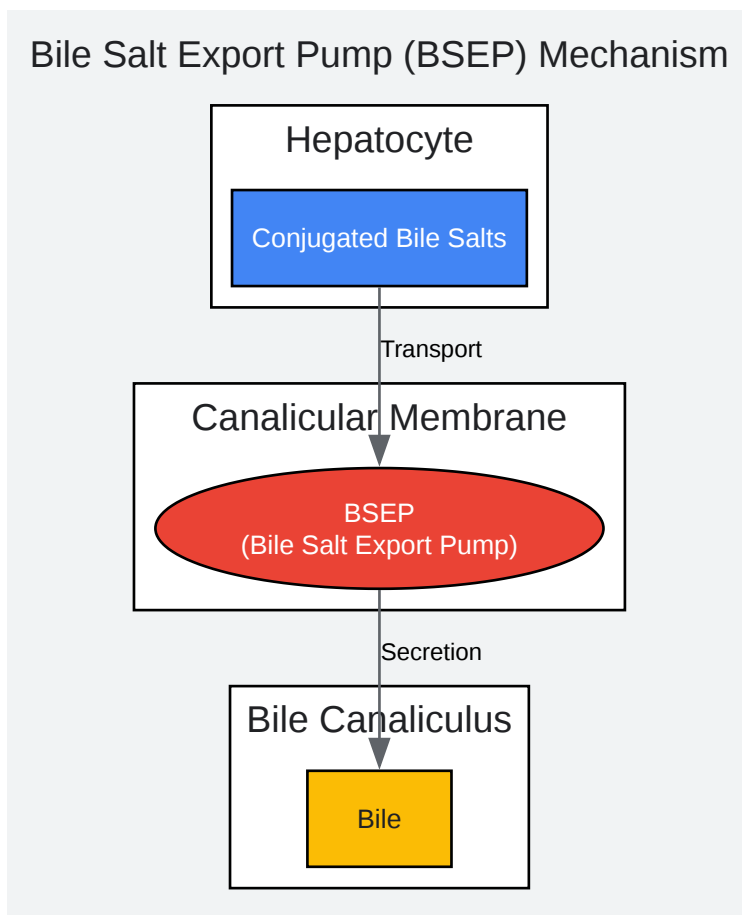 Bile Salt Export Pump (BSEP) Mechanism
Hepatocyte
Conjugated Bile Salts
Transport
Canalicular Membrane
BSEP
(Bile Salt Export Pump)
Secretion
Bile Canaliculus
Bile